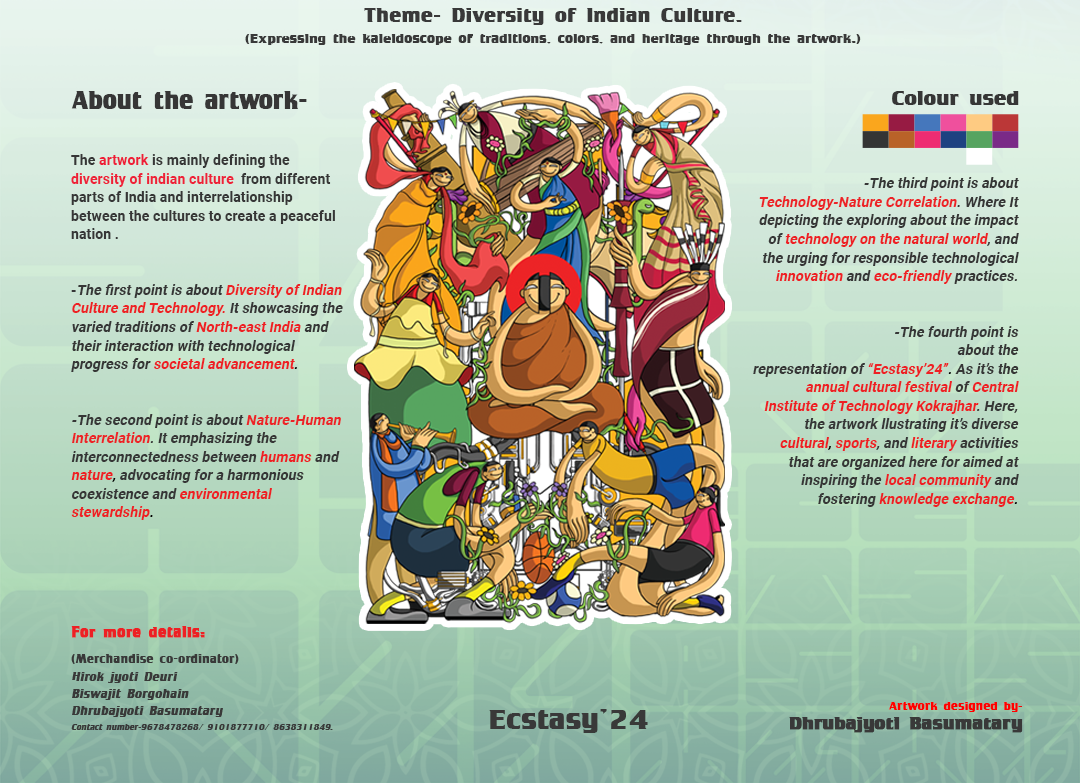 Theme- Diversity of Indian Culture.
(Expressing the kaleidoscope of traditions, colors, and heritage through the artwork.)
About the artwork-
The artwork is mainly defining the
diversity of indian culture from different
parts of India and interrelationship
between the cultures to create a peaceful
nation .
-The first point is about Diversity of Indian
Culture and Technology. It showcasing the
varied traditions of North-east India and
their interaction with technological
progress for societal advancement.
-The second point is about Nature-Human
Interrelation. It emphasizing the
interconnectedness between humans and
nature, advocating for a harmonious
coexistence and environmental
stewardship.
For more details:
(Merchandise co-ordinator)
Hirok jyoti Deuri
Biswajit Borgohain
Dhrubajyoti Basumatary
Contact number-9678478268/ 9101877710/ 8638311849.
Ecstasy'24
Colour used
-The third point is about
Technology-Nature Correlation. Where It
depicting the exploring about the impact
of technology on the natural world, and
the urging for responsible technological
innovation and eco-friendly practices.
-The fourth point is
about the
representation of “Ecstasy'24”. As it's the
annual cultural festival of Central
Institute of Technology Kokrajhar. Here,
the artwork llustrating it's diverse
cultural, sports, and literary activities
that are organized here for aimed at
inspiring the local community and
fostering knowledge exchange.
Artwork designed by-
Dhrubajyoti Basumatary